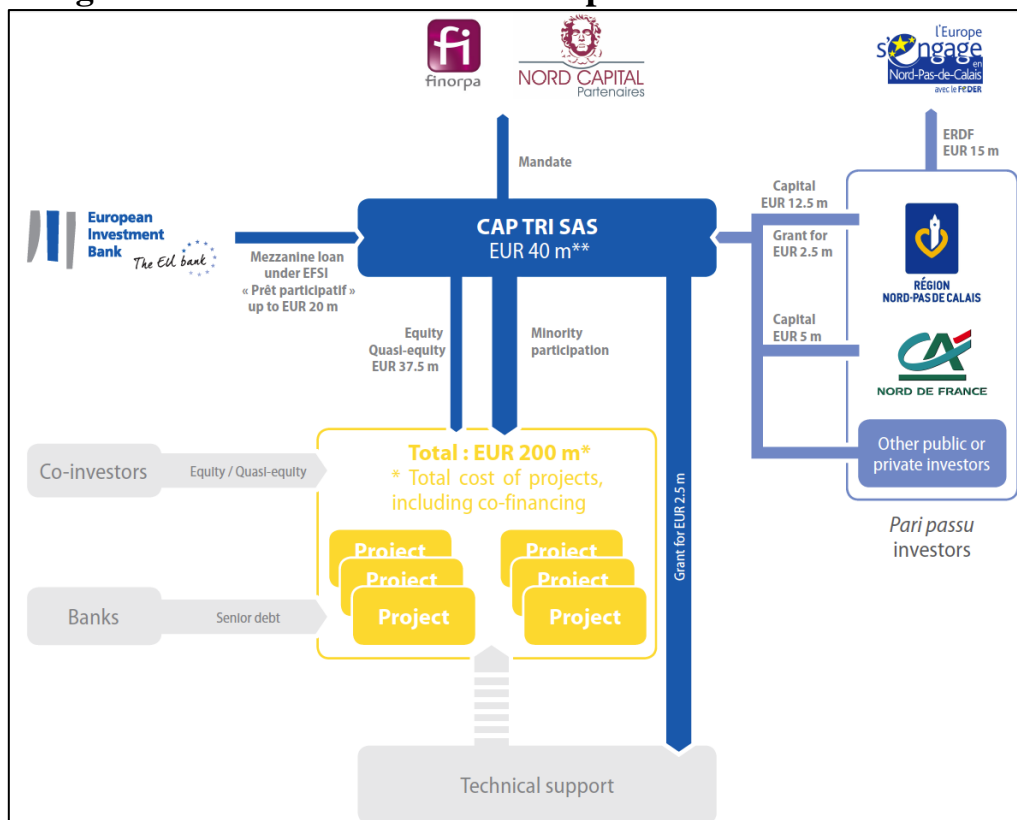 fi
finorpa
NORD CAPITAL
Partenaires
l'Europe
s'engage
en
Nord-Pas-de-Calais
avec le FEDER
ERDF
EUR 15 m
Mandate
Capital
EUR 12.5 m
European
Investment
Bank
The EU bank
CAP TRI SAS
EUR 40 m**
Grant for
EUR 2.5 m
RÉGION
NORD-PAS DE CALAIS
Mezzanine loan
under EFSI
« Prêt participatif »
up to EUR 20 m
Capital
EUR 5 m
CA
NORD DE FRANCE
Equity
Quasi-equity
EUR 37.5 m
Minority
participation
Other public or
private investors
Pari passu
investors
Co-investors
Equity / Quasi-equity
Total : EUR 200 m*
* Total cost of projects,
including co-financing
Grant for EUR 2.5 m
Project
Project
Project
Project
Project
Project
Banks
Senior debt
Technical support